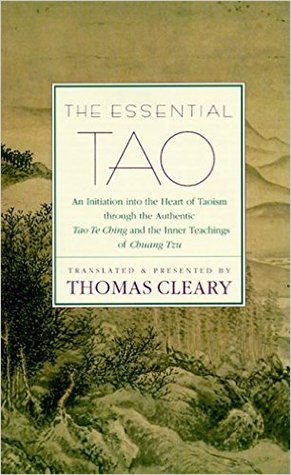 THE ESSENTIAL
TAO
An Initiation into the Heart of Taoism
through the Authentic
Tao Te Ching and the Inner Teachings
of Chuang Tzu
TRANSLATED & PRESENTED BY
THOMAS CLEARY